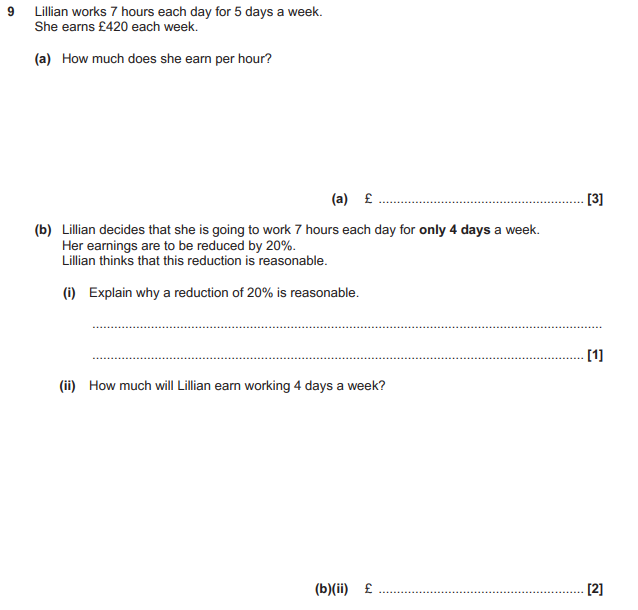 9 Lillian works 7 hours each day for 5 days a week.
She earns £420 each week.
(a) How much does she earn per hour?
(a) £ ........................................................ [3]
(b) Lillian decides that she is going to work 7 hours each day for only 4 days a week.
Her earnings are to be reduced by 20%.
Lillian thinks that this reduction is reasonable.
(i) Explain why a reduction of 20% is reasonable.
............................................................................................................................................
...................................................................................................................................... [1]
(ii) How much will Lillian earn working 4 days a week?
(b)(ii) £ ........................................................ [2]